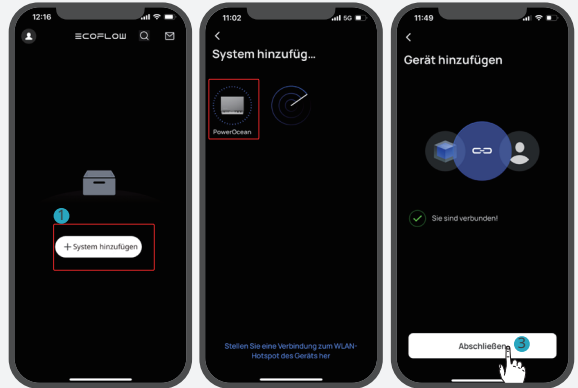 12:16
ECOFLOW
1
+ System hinzufügen
11:02
5G
System hinzufüg...
PowerOcean
Stellen Sie eine Verbindung zum WLAN-
Hotspot des Geräts her
11:49
Gerät hinzufügen
Sie sind verbunden!
Abschließen
3